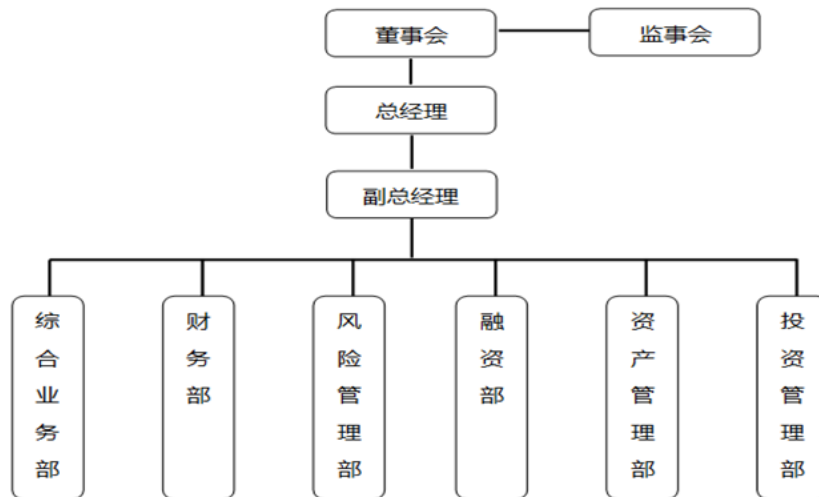 董事会
监事会
总经理
副总经理
综合业务部
财务部
风险管理部
融资部
资产管理部
投资管理部